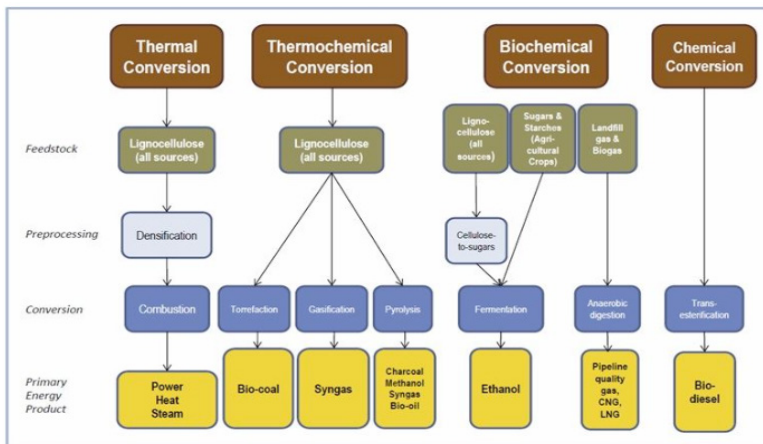 Thermal
Conversion
Thermochemical
Conversion
Biochemical
Conversion
Chemical
Conversion
Feedstock
Lignocellulose
(all sources)
Lignocellulose
(all sources)
Ligno-
cellulose
(all
sources)
Sugars &
Starches
(Agri-
cultural
Crops)
Landfill
gas &
Biogas
Preprocessing
Densification
Cellulose-
to-sugars
Conversion
Combustion
Torrefaction
Gasification
Pyrolysis
Fermentation
Anaerobic
digestion
Trans-
esterification
Primary
Energy
Product
Power
Heat
Steam
Bio-coal
Syngas
Charcoal
Methanol
Syngas
Bio-oil
Ethanol
Pipeline
quality
gas,
CNG,
LNG
Bio-
diesel